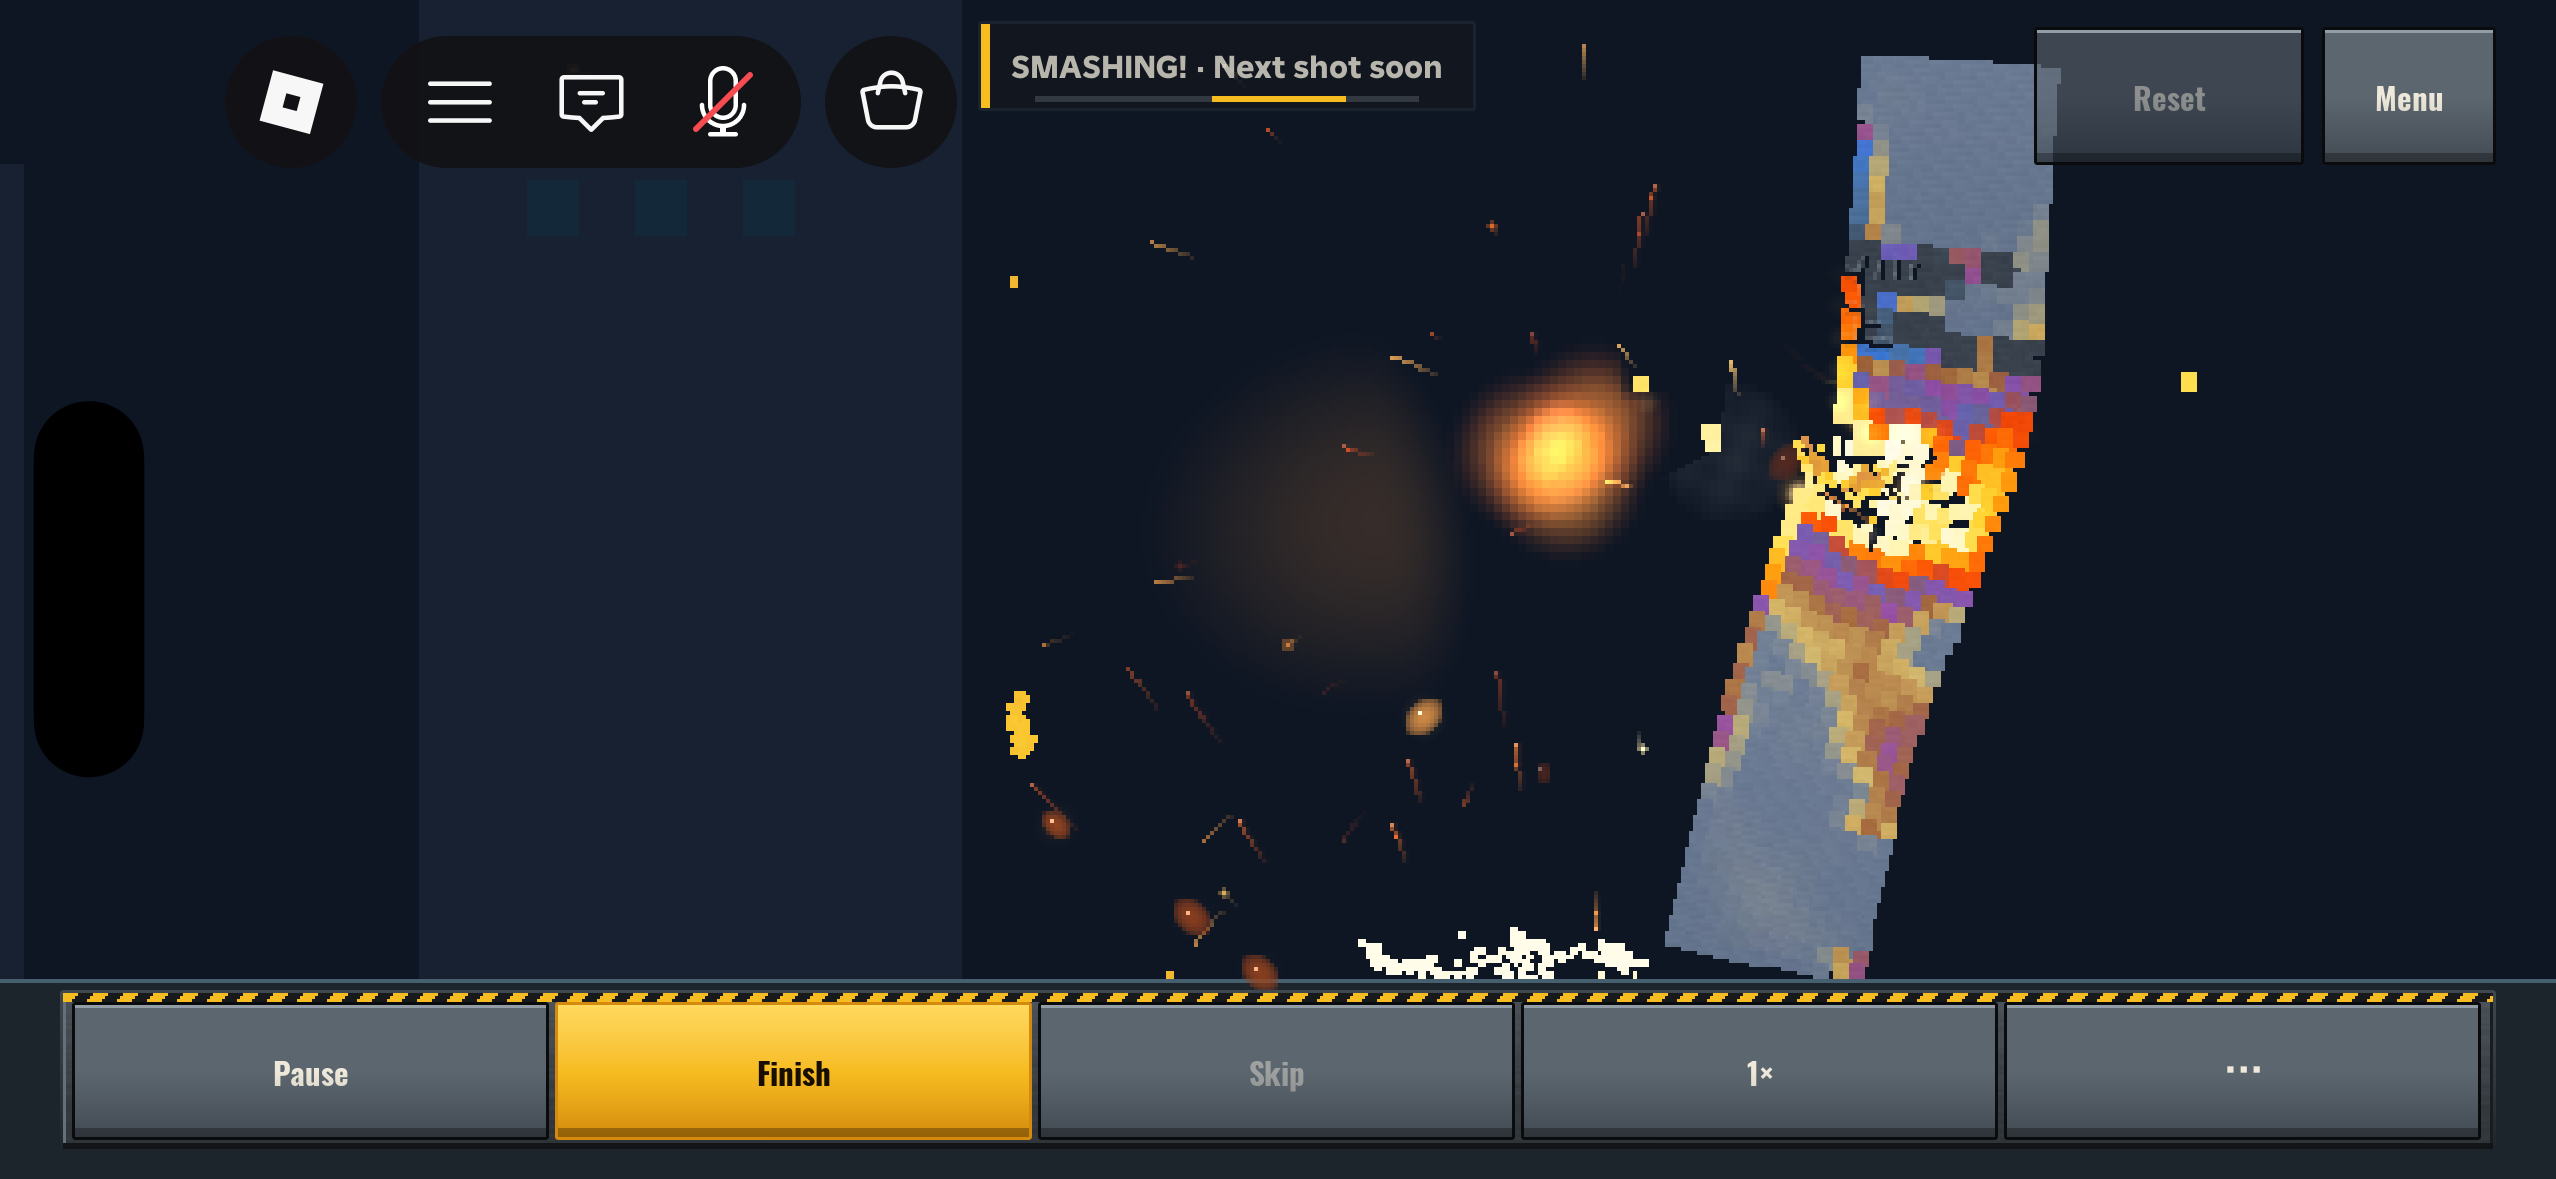 SMASHING! · Next shot soon
Reset
Menu
Pause
Finish
Skip
1×
...